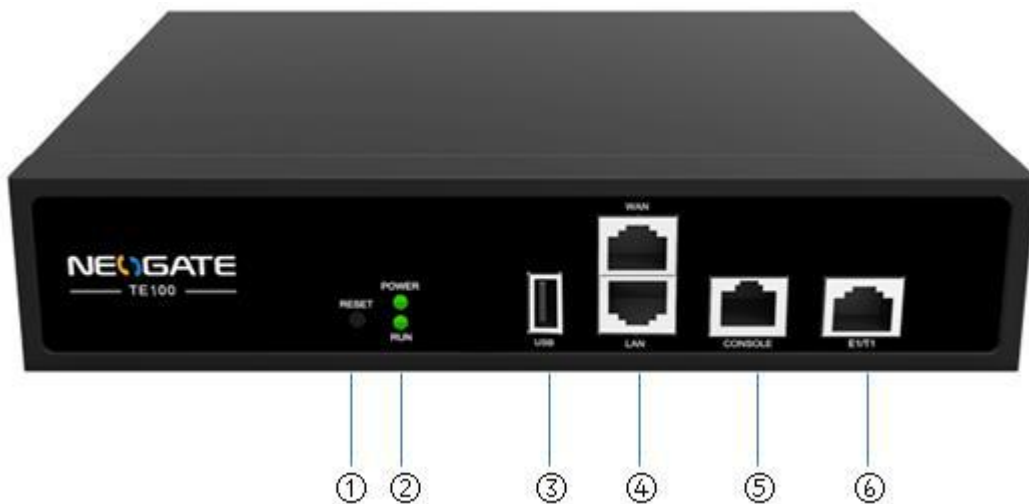 WAN
NEOGATE
TE100
RESET
POWER
RUN
USB
LAN
CONSOLE
E1/T1
① ② ③ ④ ⑤ ⑥